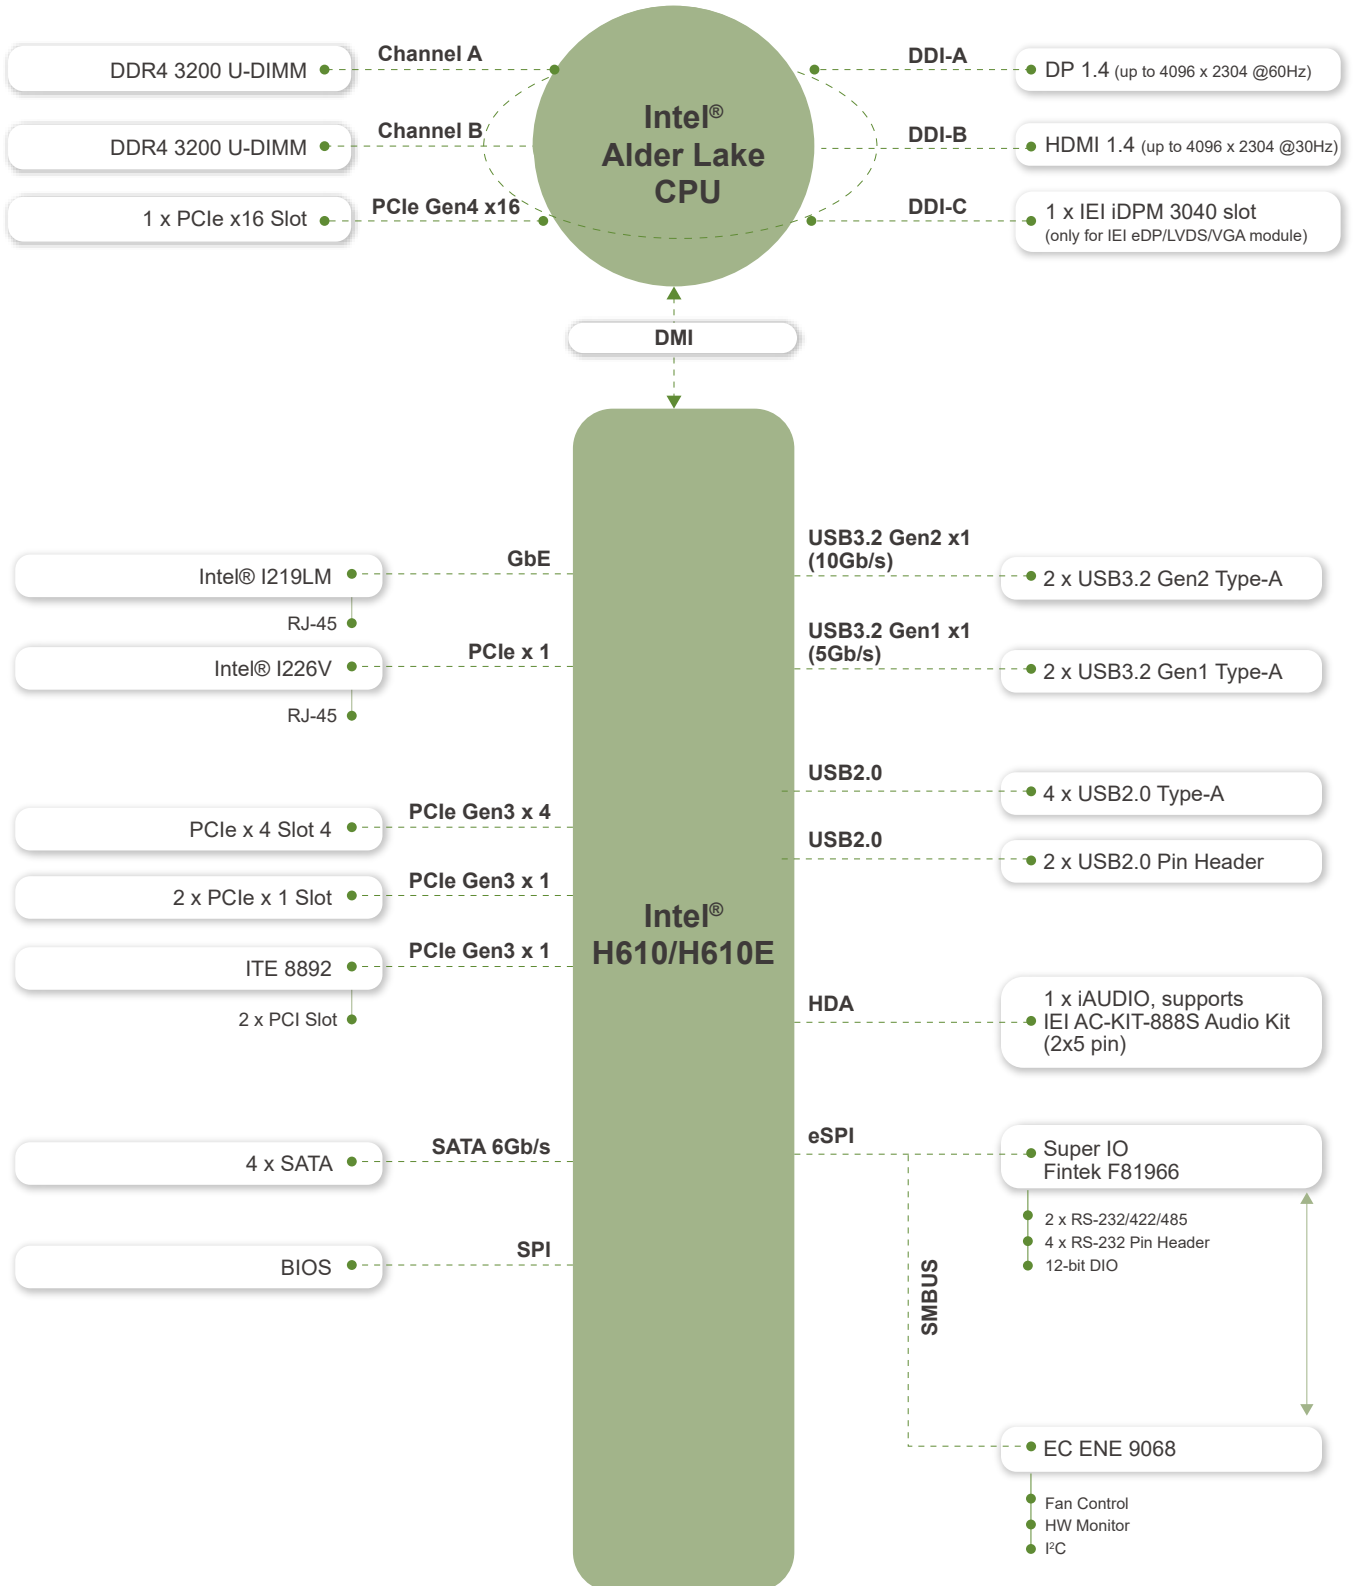 Channel A
DDR4 3200 U-DIMM
Channel B
DDR4 3200 U-DIMM
PCIe Gen4 x16
1 x PCIe x16 Slot
Intel®
Alder Lake
CPU
DDI-A
DP 1.4 (up to 4096 x 2304 @60Hz)
DDI-B
HDMI 1.4 (up to 4096 x 2304 @30Hz)
DDI-C
1 x IEI iDPM 3040 slot
(only for IEI eDP/LVDS/VGA module)
DMI
GbE
Intel® I219LM
RJ-45
PCIe x 1
Intel® I226V
RJ-45
PCIe Gen3 x 4
PCIe x 4 Slot 4
PCIe Gen3 x 1
2 x PCIe x 1 Slot
PCIe Gen3 x 1
ITE 8892
2 x PCI Slot
SATA 6Gb/s
4 x SATA
SPI
BIOS
Intel®
H610/H610E
USB3.2 Gen2 x1
(10Gb/s)
2 x USB3.2 Gen2 Type-A
USB3.2 Gen1 x1
(5Gb/s)
2 x USB3.2 Gen1 Type-A
USB2.0
4 x USB2.0 Type-A
USB2.0
2 x USB2.0 Pin Header
HDA
1 x iAUDIO, supports
IEI AC-KIT-888S Audio Kit
(2x5 pin)
eSPI
Super IO
Fintek F81966
2 x RS-232/422/485
4 x RS-232 Pin Header
12-bit DIO
SMBUS
EC ENE 9068
Fan Control
HW Monitor
I²C